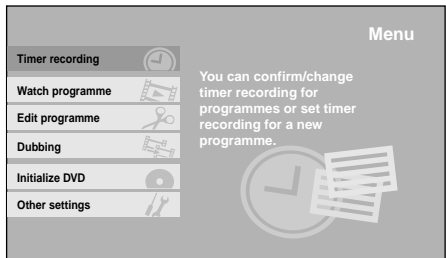 Menu
Timer recording
Watch programme
Edit programme
Dubbing
Initialize DVD
Other settings
You can confirm/change
timer recording for
programmes or set timer
recording for a new
programme.